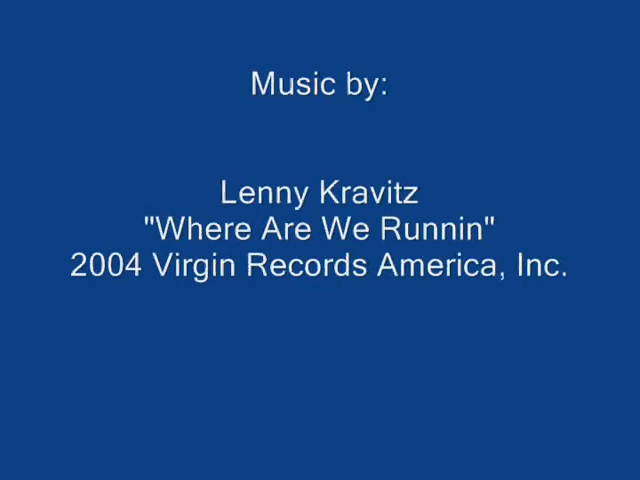 Music by:
Lenny Kravitz
"Where Are We Runnin"
2004 Virgin Records America, Inc.